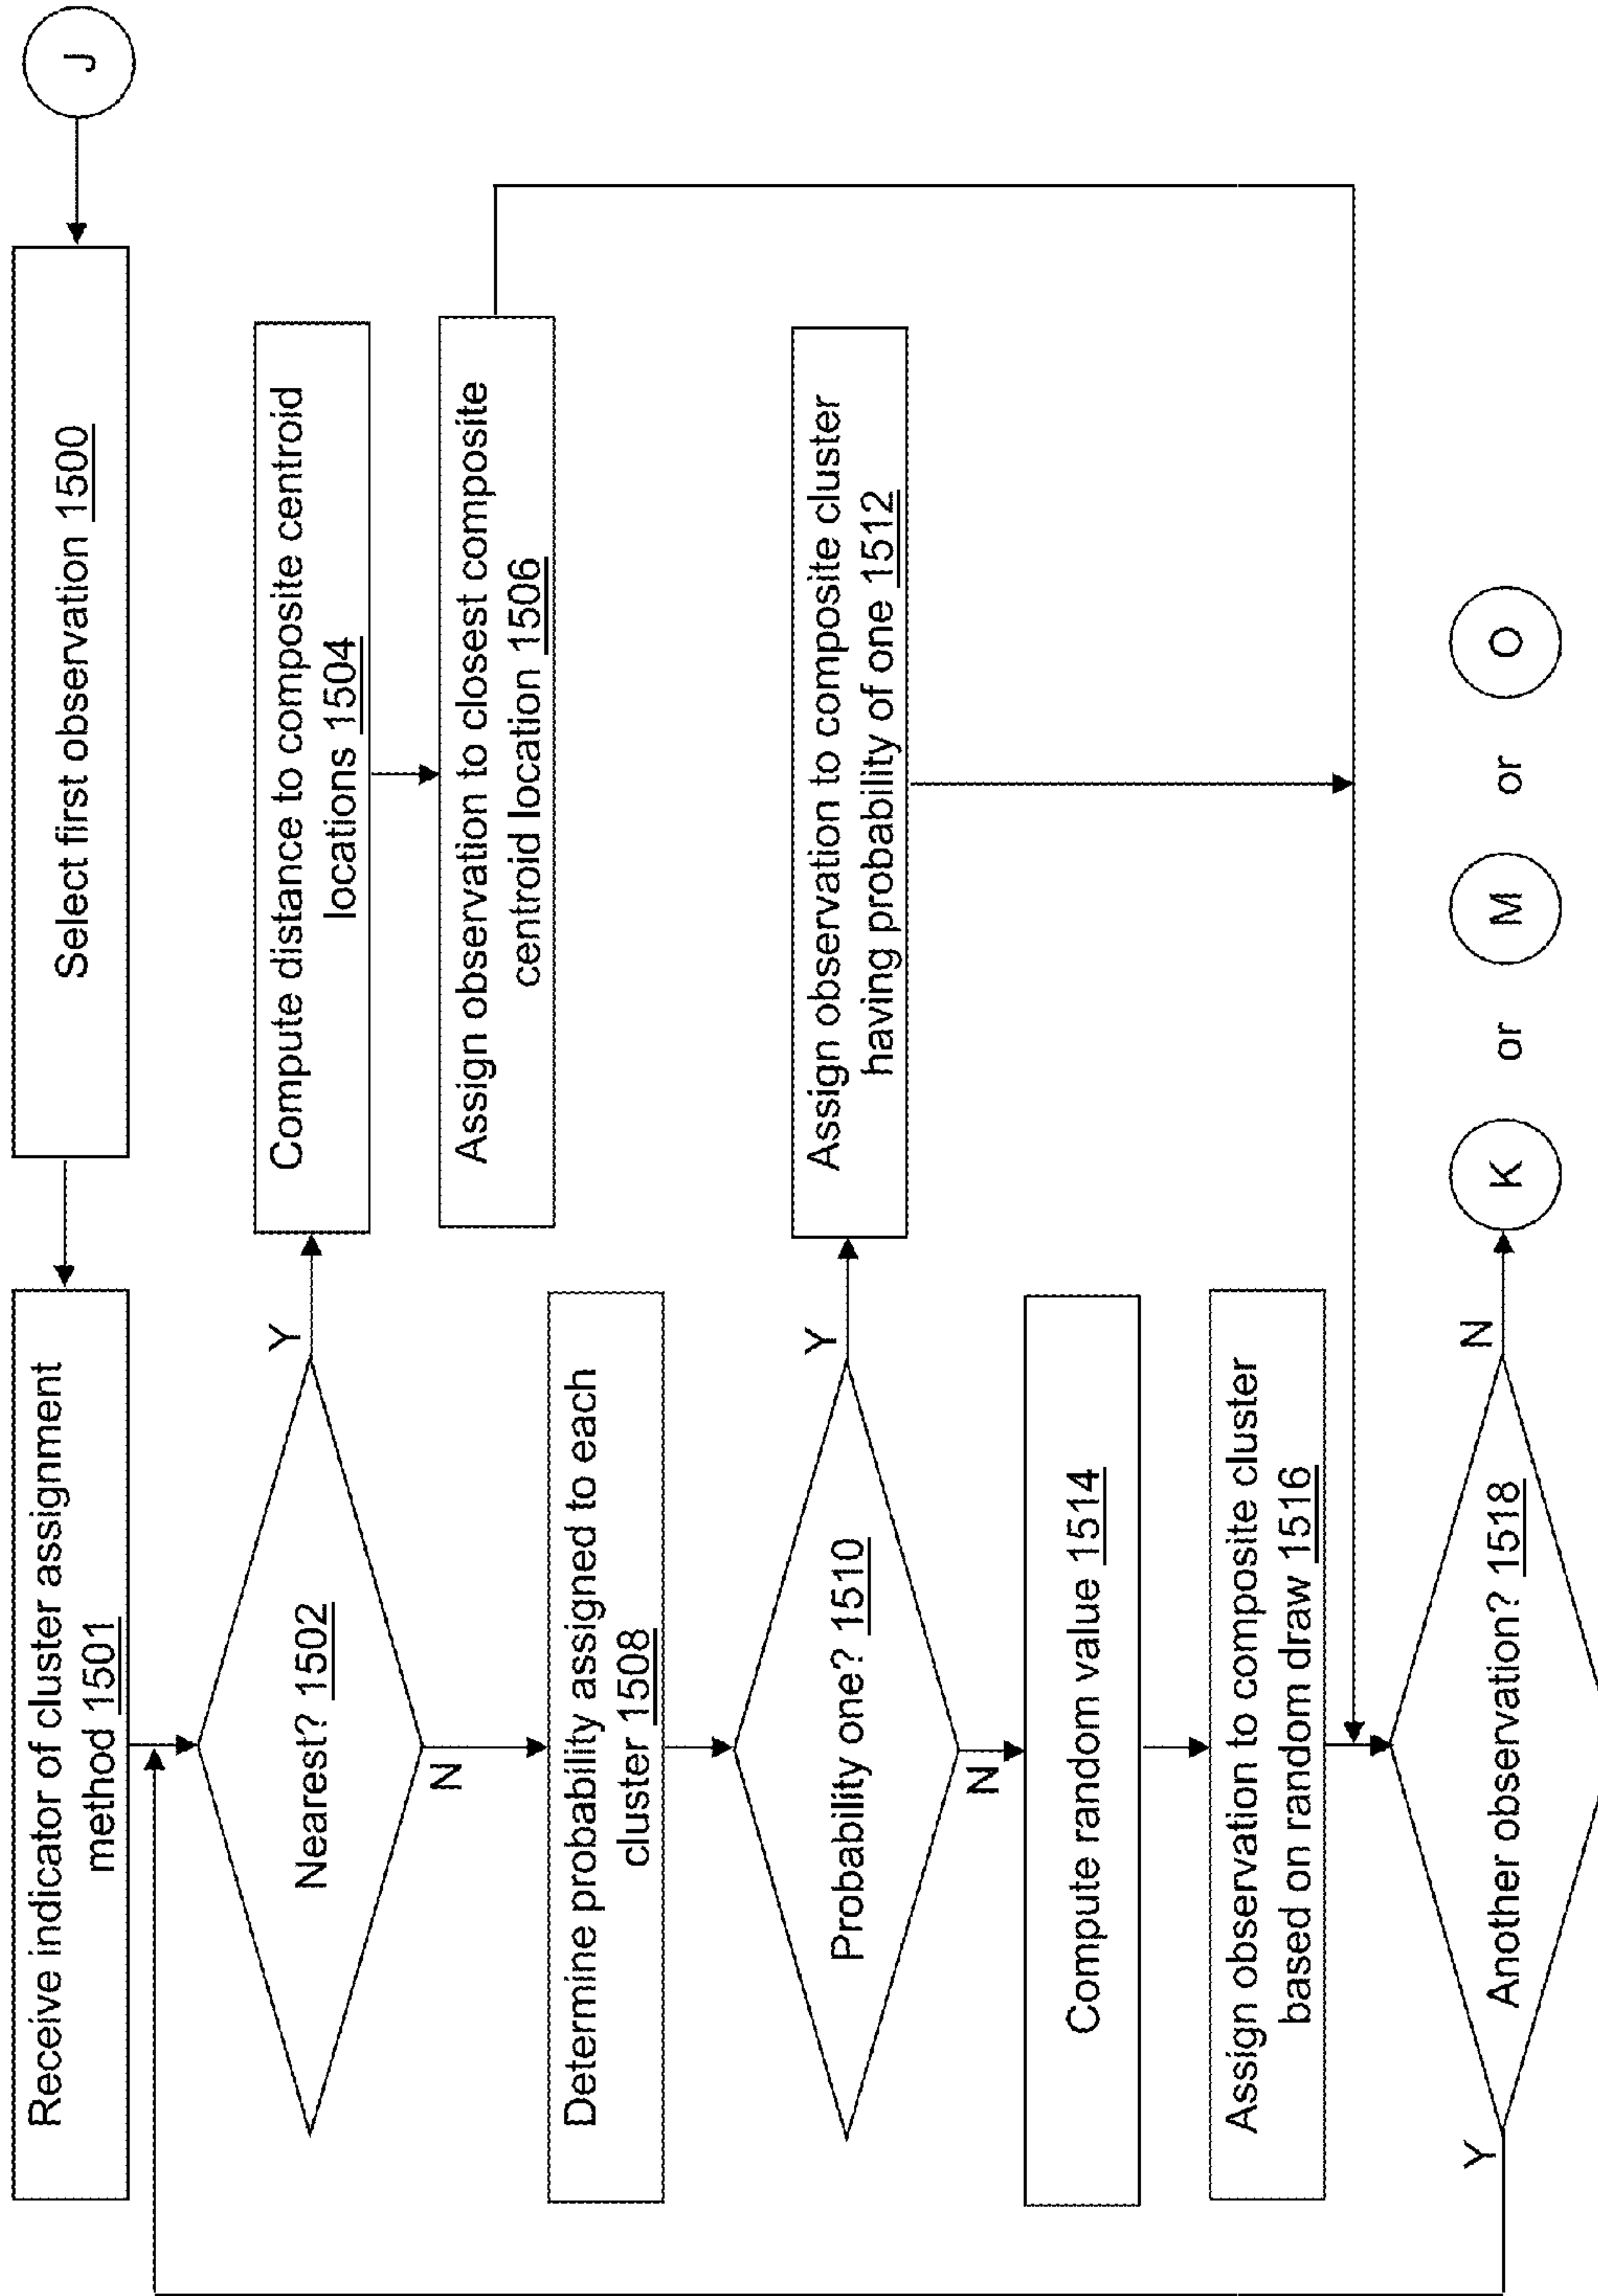 J
Select first observation 1500
Receive indicator of cluster assignment
method 1501
Nearest? 1502
Y
N
Compute distance to composite centroid
locations 1504
Assign observation to closest composite
centroid location 1506
Determine probability assigned to each
cluster 1508
Probability one? 1510
Y
N
Assign observation to composite cluster
having probability of one 1512
Compute random value 1514
Assign observation to composite cluster
based on random draw 1516
Another observation? 1518
Y
N
K or M or O